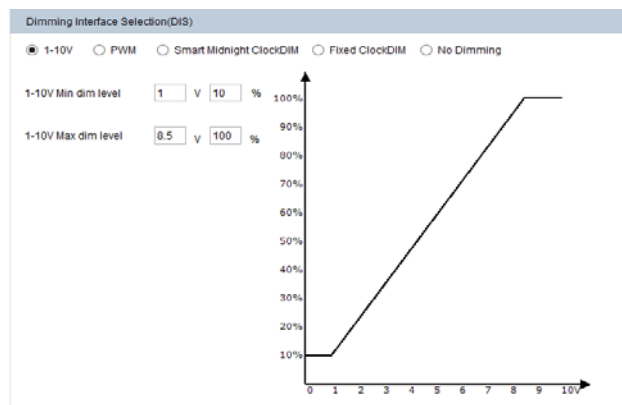 Dimming Interface Selection(DIS)
1-10V PWM Smart Midnight ClockDIM Fixed ClockDIM No Dimming
1-10V Min dim level 1 V 10 %
1-10V Max dim level 8.5 V 100 %
100%
90%
80%
70%
60%
50%
40%
30%
20%
10%
0 1 2 3 4 5 6 7 8 9 10V